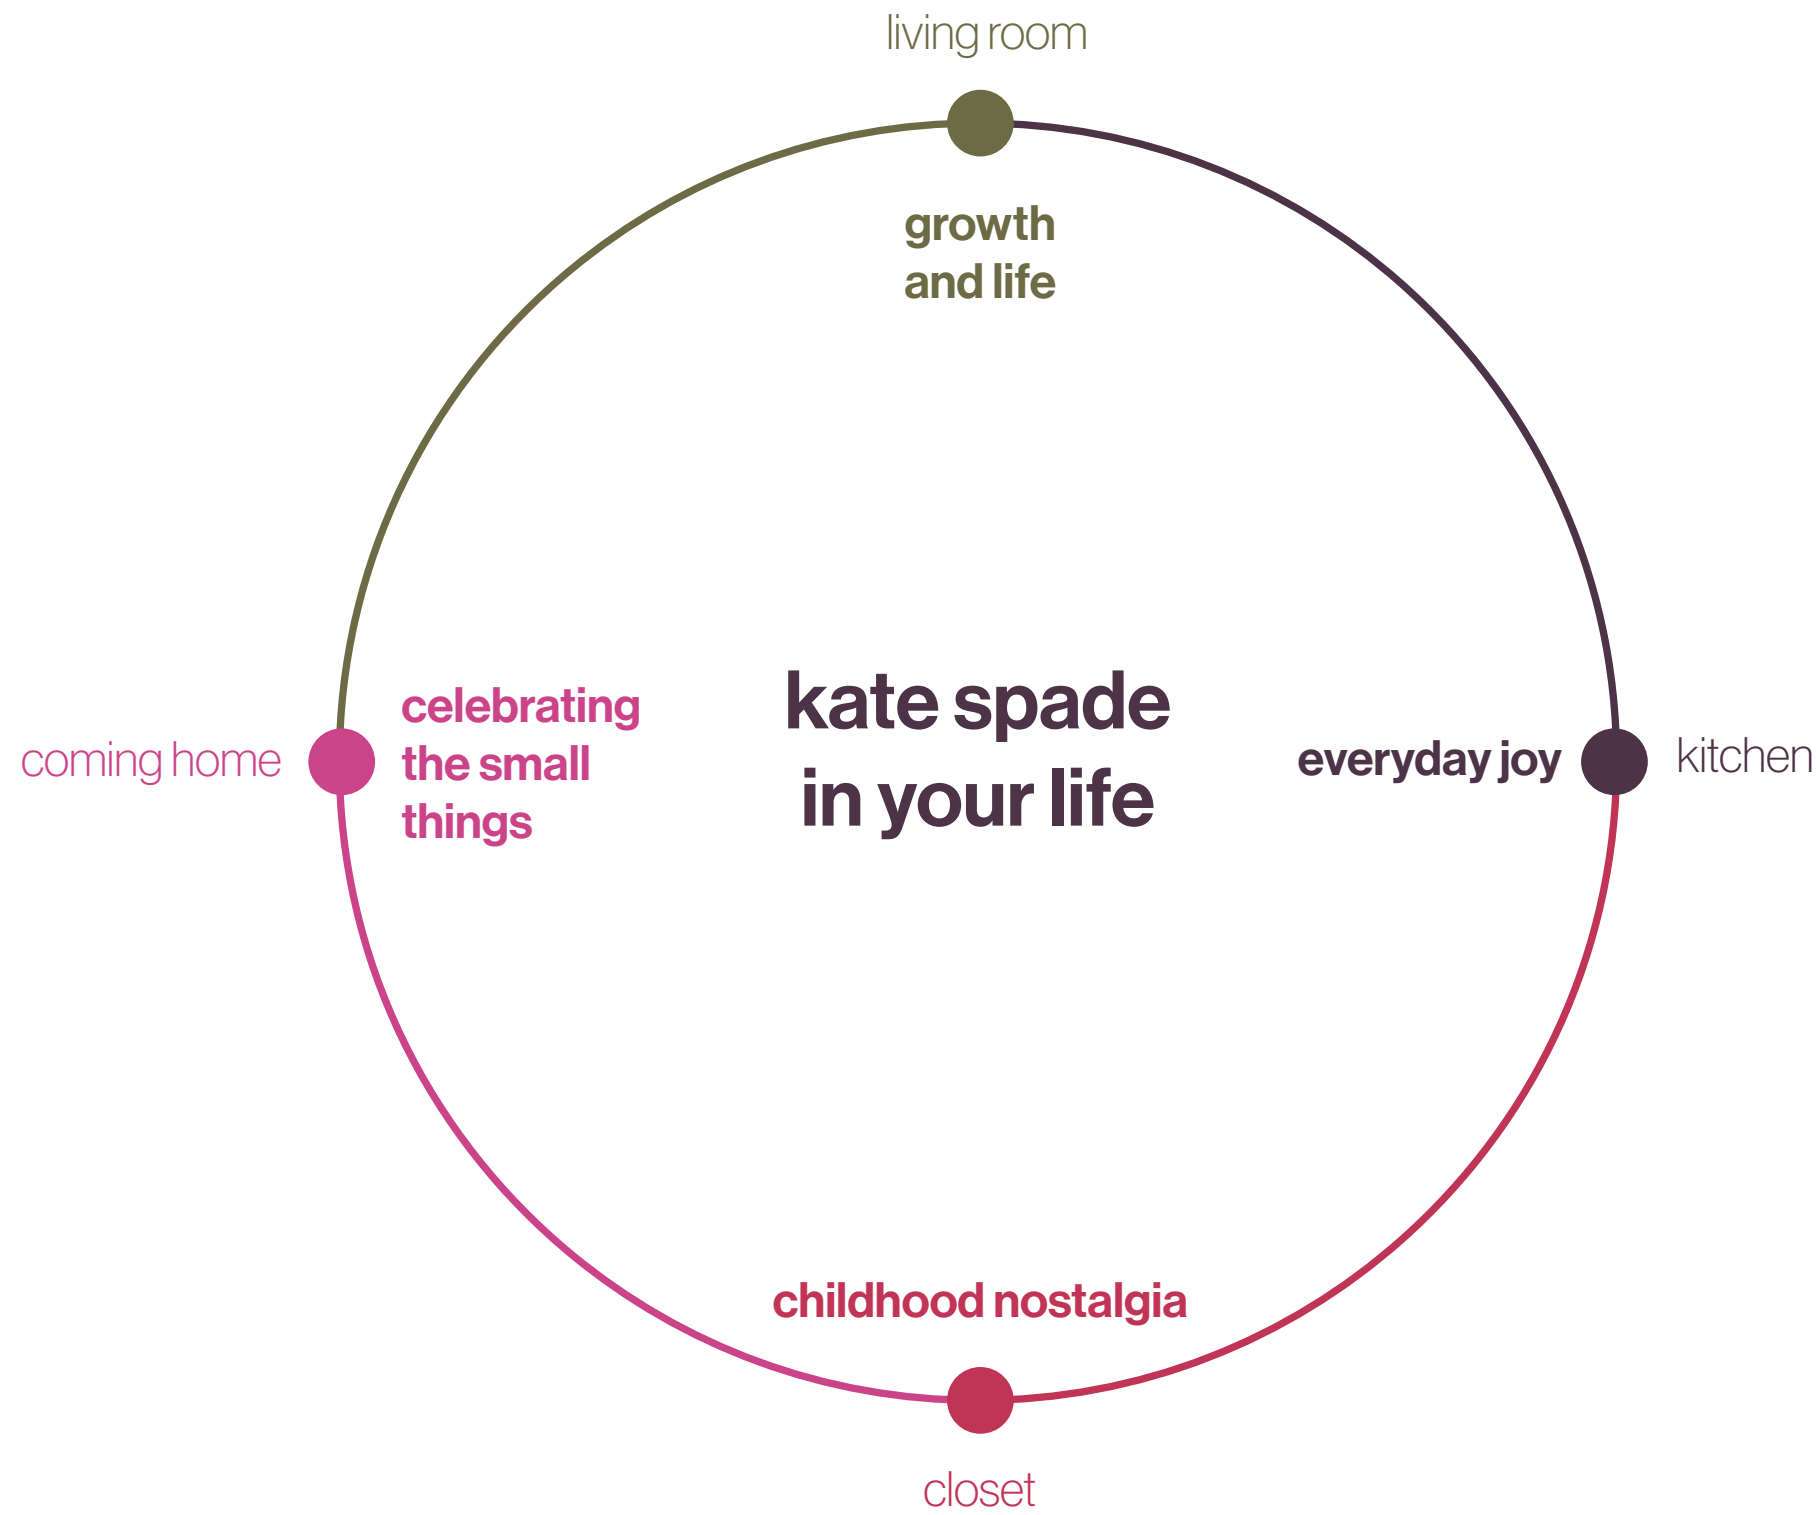 living room
growth
and life
coming home
celebrating
the small
things
kate spade
in your life
everyday joy
kitchen
childhood nostalgia
closet